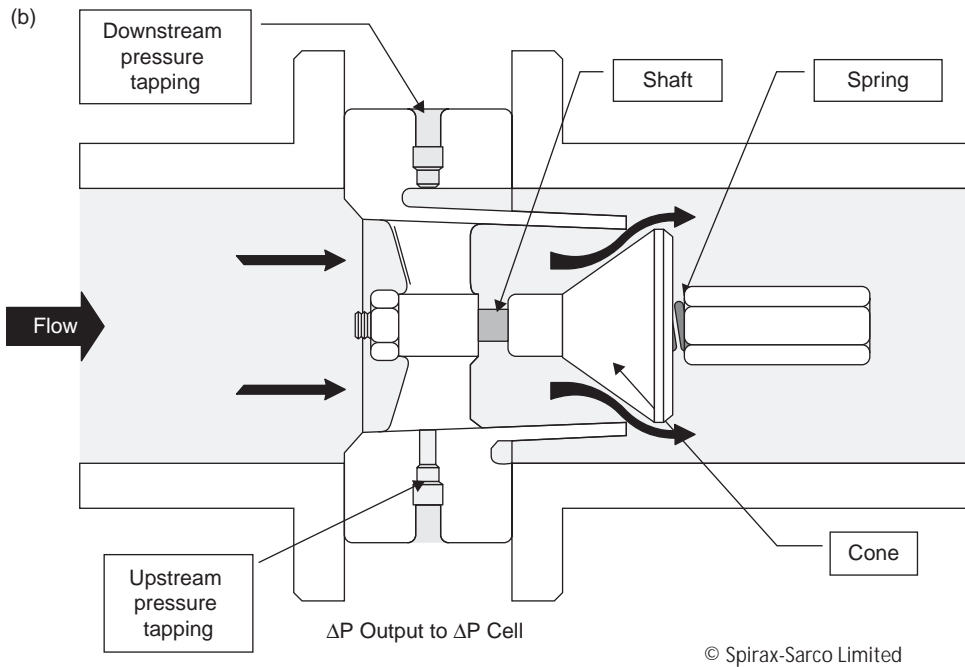 (b)
Downstream
pressure
tapping
Shaft
Spring
Flow
Cone
Upstream
pressure
tapping
ΔP Output to ΔP Cell
© Spirax-Sarco Limited